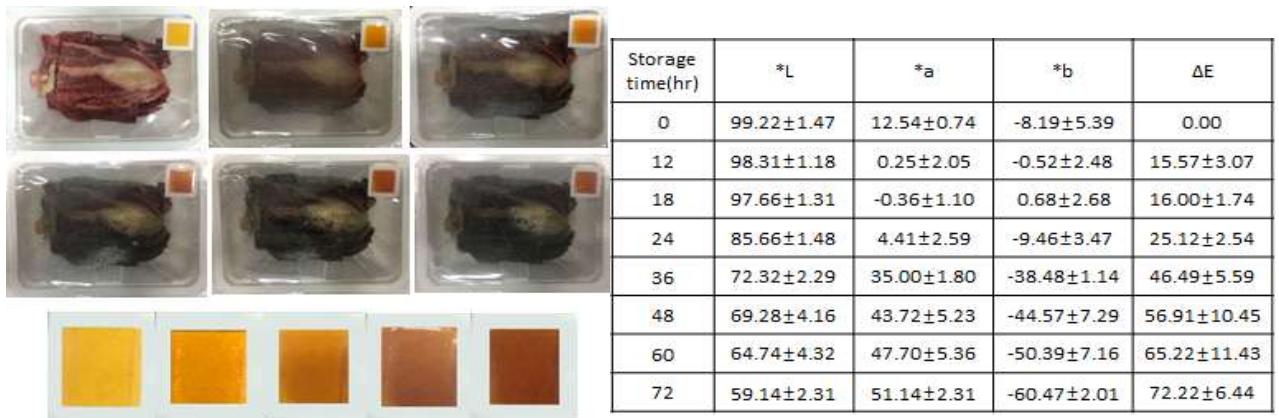 Storage time(hr) *L *a *b ΔE
0 99.22±1.47 12.54±0.74 -8.19±5.39 0.00
12 98.31±1.18 0.25±2.05 -0.52±2.48 15.57±3.07
18 97.66±1.31 -0.36±1.10 0.68±2.68 16.00±1.74
24 85.66±1.48 4.41±2.59 -9.46±3.47 25.12±2.54
36 72.32±2.29 35.00±1.80 -38.48±1.14 46.49±5.59
48 69.28±4.16 43.72±5.23 -44.57±7.29 56.91±10.45
60 64.74±4.32 47.70±5.36 -50.39±7.16 65.22±11.43
72 59.14±2.31 51.14±2.31 -60.47±2.01 72.22±6.44